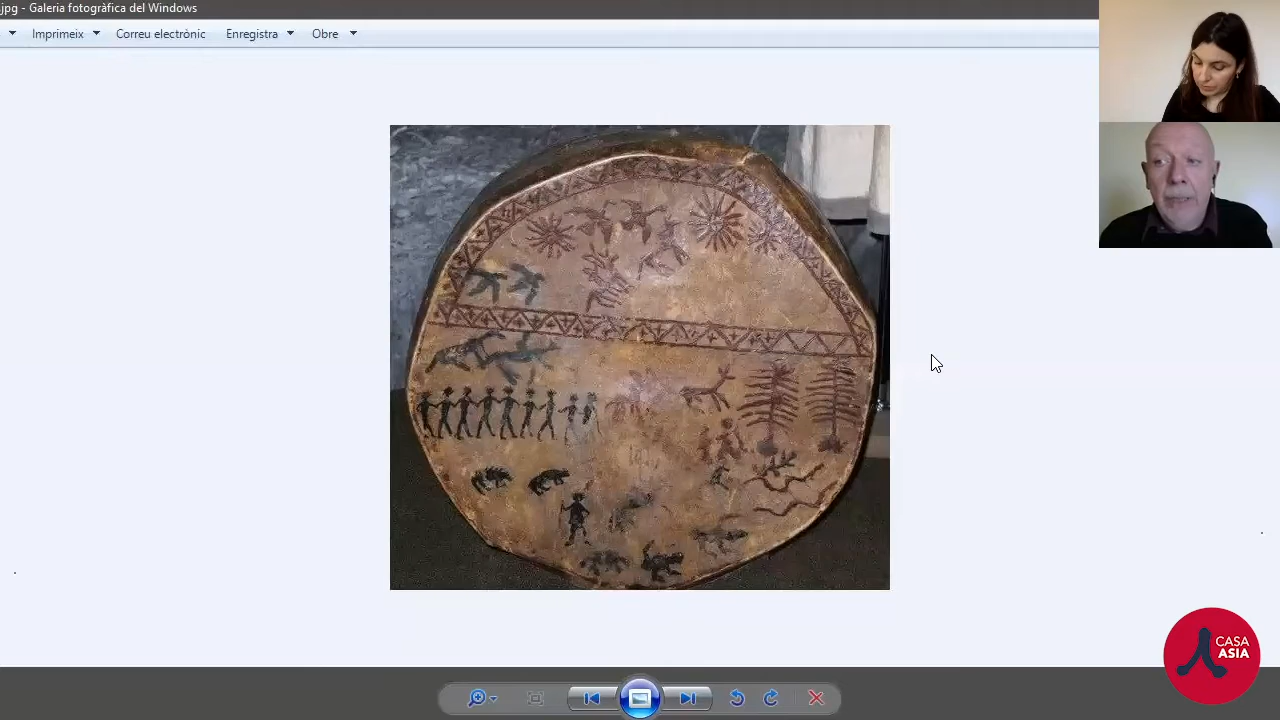 jpg - Galeria fotogràfica del Windows
Imprimeix
Correu electrònic
Enregistra
Obre
CASA
ASIA